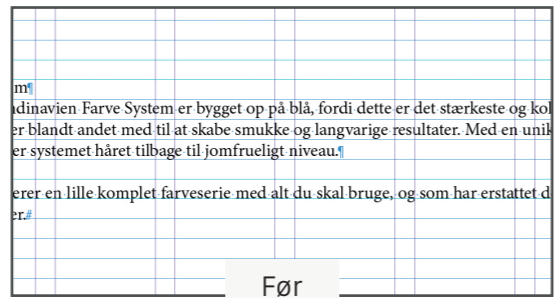 m¶
dinavien Farve System er bygget op på blå, fordi dette er det stærkeste og kol
er blandt andet med til at skabe smukke og langvarige resultater. Med en unik
er systemet håret tilbage til jomfrueligt niveau.¶
erer en lille komplet farveserie med alt du skal bruge, og som har erstattet d
er.#
Før